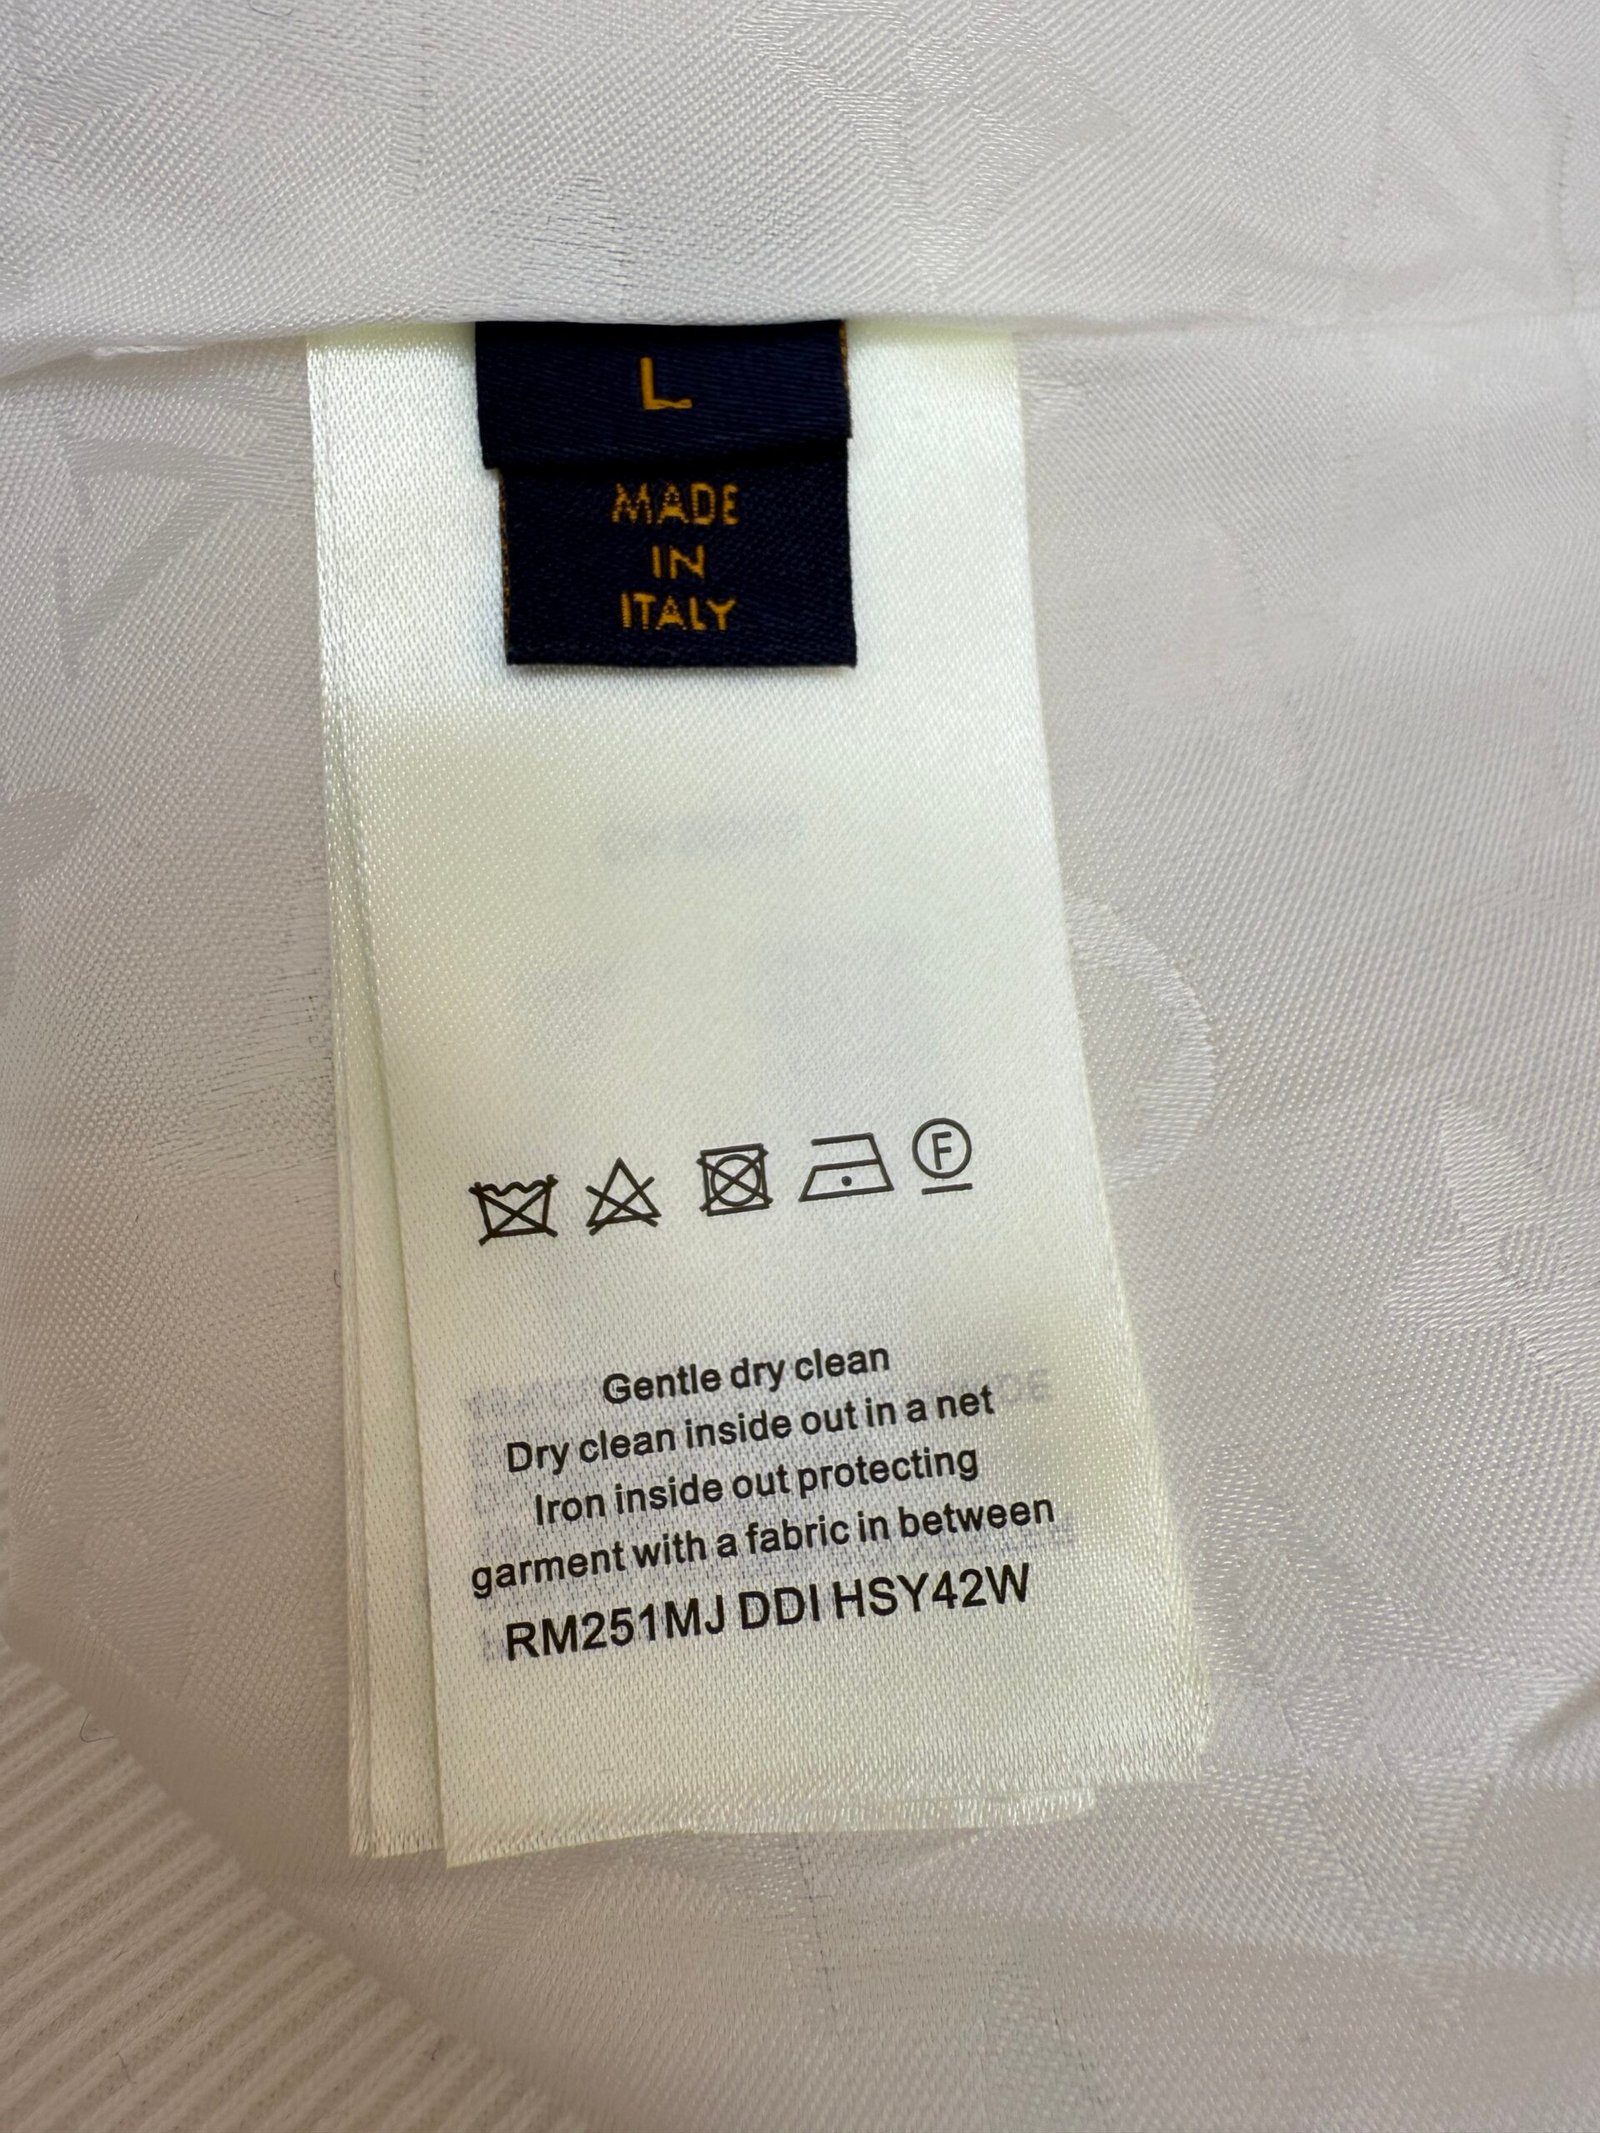 L
MADE
IN
ITALY
F
Gentle dry clean
Dry clean inside out in a net
Iron inside out protecting
garment with a fabric in between
RM251MJ DDI HSY42W